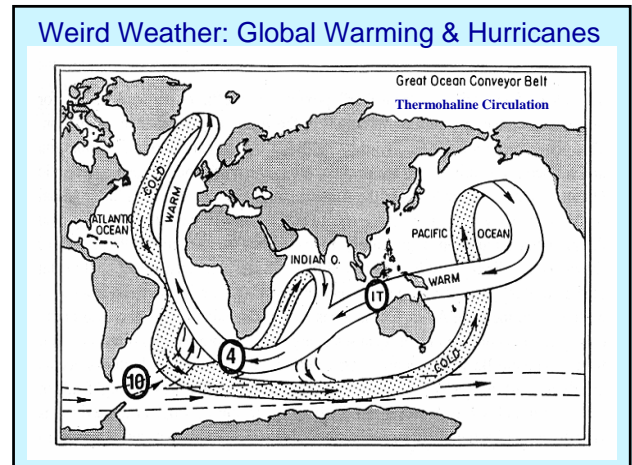 Weird Weather: Global Warming & Hurricanes
Great Ocean Conveyor Belt
Thermohaline Circulation
COLD
WARM
ATLANTIC
OCEAN
PACIFIC OCEAN
INDIAN O.
WARM
IT
4
10
COLD